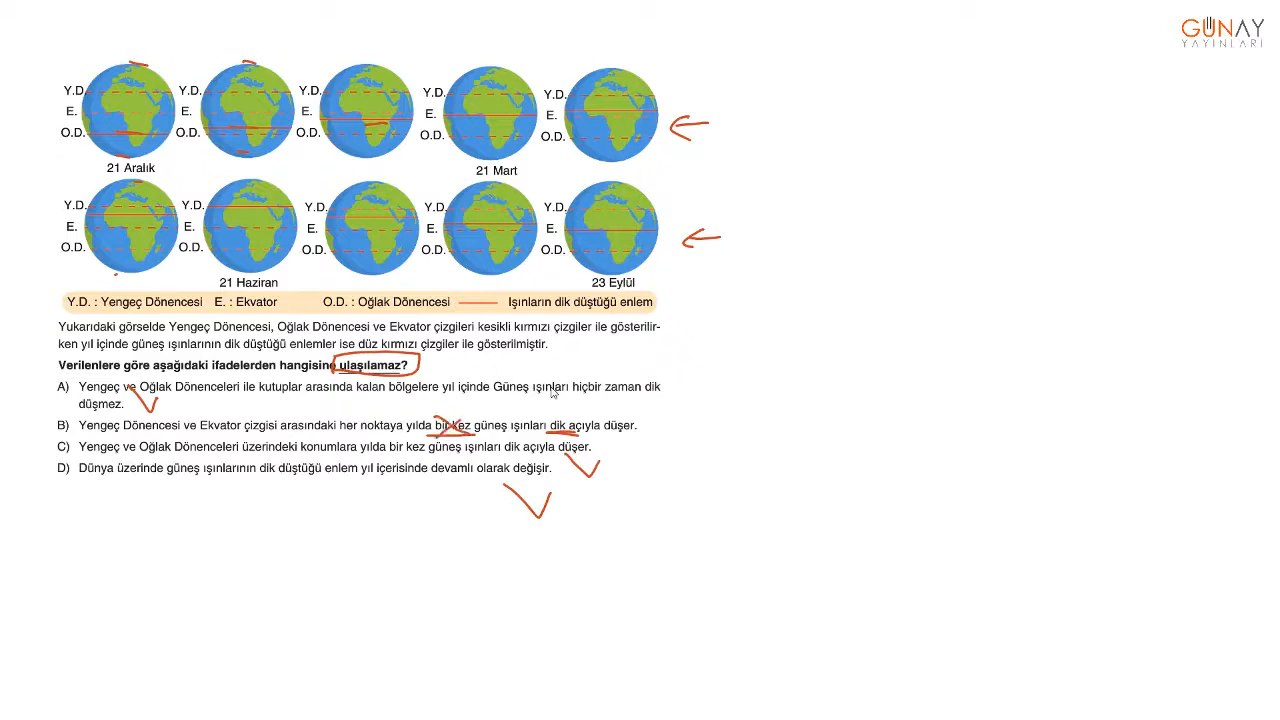 GÜNAY
YAYINLARI
Y.D. Y.D. Y.D. Y.D. Y.D.
E. E. E. E. E.
O.D. O.D. O.D. O.D. O.D.
21 Aralık 21 Mart
Y.D. Y.D. Y.D. Y.D. Y.D.
E. E. E. E. E.
O.D. O.D. O.D. O.D. O.D.
21 Haziran 23 Eylül
Y.D. : Yengeç Dönencesi E. : Ekvator O.D. : Oğlak Dönencesi Işınların dik düştüğü enlem
Yukarıdaki görselde Yengeç Dönencesi, Oğlak Dönencesi ve Ekvator çizgileri kesikli kırmızı çizgiler ile gösterilir-
ken yıl içinde güneş ışınlarının dik düştüğü enlemler ise düz kırmızı çizgiler ile gösterilmiştir.
Verilenlere göre aşağıdaki ifadelerden hangisine ulaşılamaz?
A) Yengeç ve Oğlak Dönenceleri ile kutuplar arasında kalan bölgelere yıl içinde Güneş ışınları hiçbir zaman dik
düşmez.
B) Yengeç Dönencesi ve Ekvator çizgisi arasındaki her noktaya yılda bir kez güneş ışınları dik açıyla düşer.
C) Yengeç ve Oğlak Dönenceleri üzerindeki konumlara yılda bir kez güneş ışınları dik açıyla düşer.
D) Dünya üzerinde güneş ışınlarının dik düştüğü enlem yıl içerisinde devamlı olarak değişir.